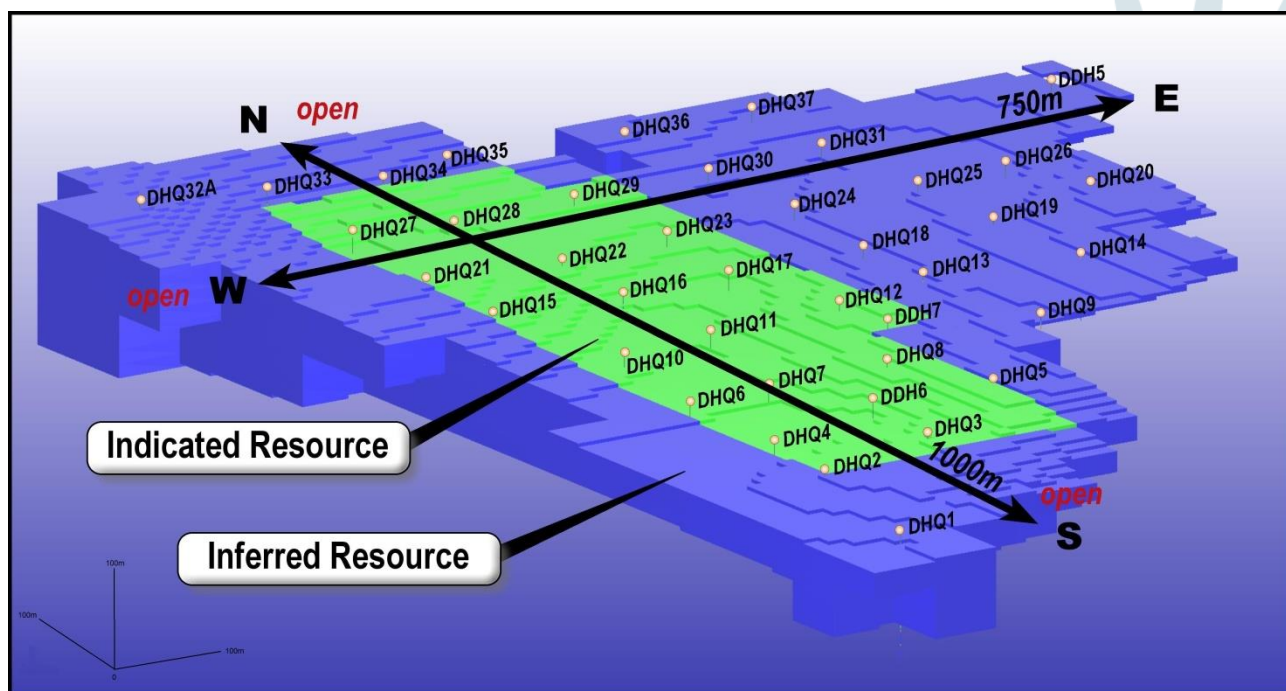 DDH5
750m
E
N
open
DHQ37
DHQ36
DHQ31
DHQ35
DHQ30
DHQ26
DHQ34
DHQ33
DHQ32A
DHQ29
DHQ25
DHQ20
DHQ28
DHQ27
DHQ24
DHQ23
DHQ19
DHQ22
DHQ18
DHQ14
DHQ21
DHQ17
DHQ13
open
W
DHQ16
DHQ15
DHQ12
DDH7
DHQ9
DHQ11
DHQ10
DHQ8
DHQ5
DHQ7
DHQ6
DDH6
DHQ4
DHQ3
Indicated Resource
DHQ2
1000m
open
S
DHQ1
Inferred Resource
100m
100m
100m
0